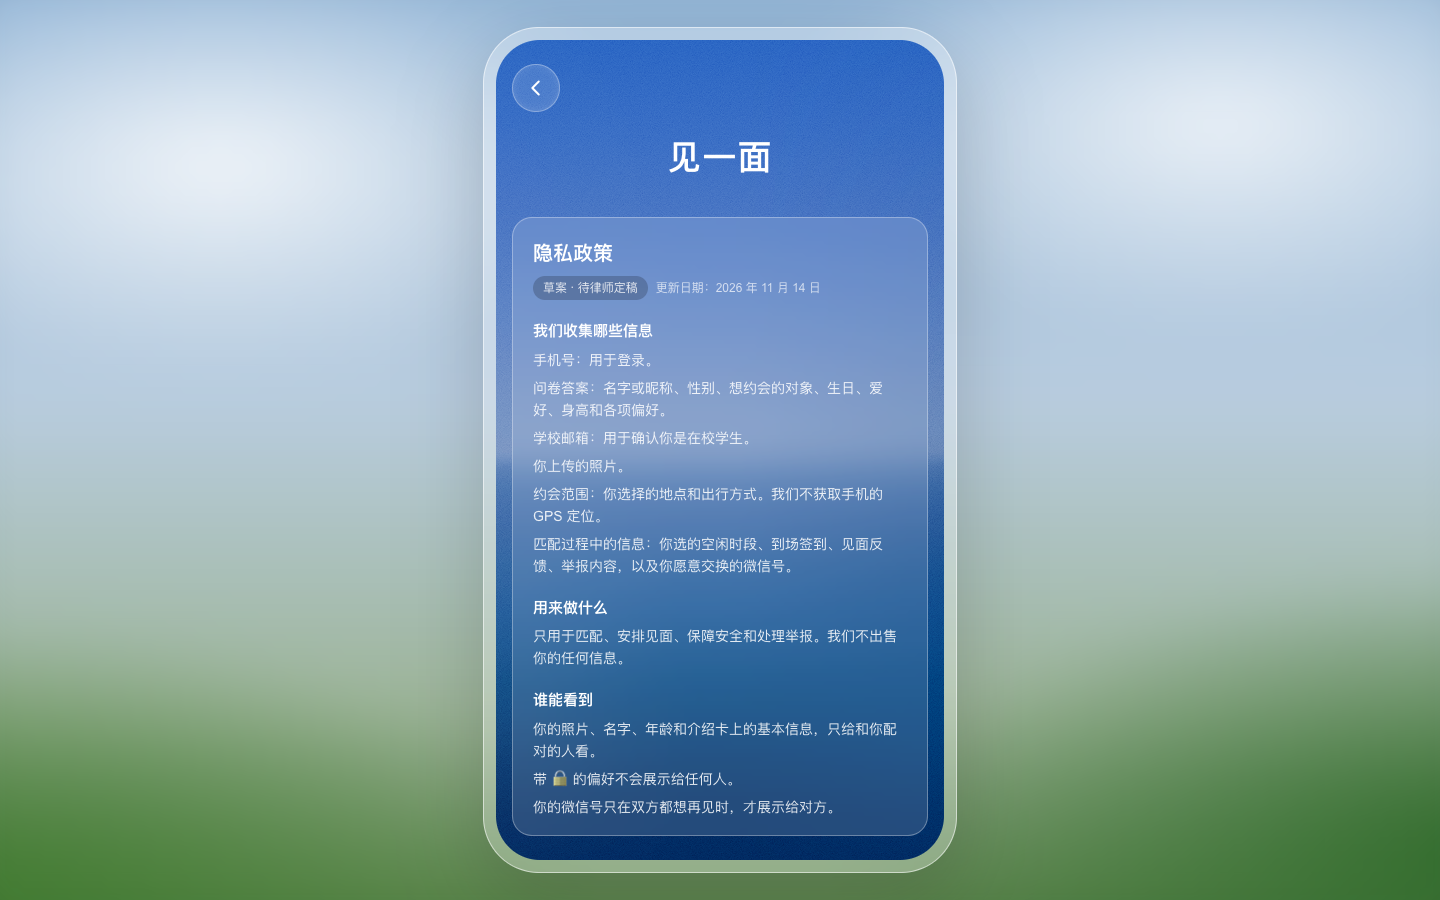 见一面
隐私政策
草案 · 待律师定稿 更新日期：2026 年 11 月 14 日
我们收集哪些信息
手机号：用于登录。
问卷答案：名字或昵称、性别、想约会的对象、生日、爱
好、身高和各项偏好。
学校邮箱：用于确认你是在校学生。
你上传的照片。
约会范围：你选择的地点和出行方式。我们不获取手机的
GPS 定位。
匹配过程中的信息：你选的空闲时段、到场签到、见面反
馈、举报内容，以及你愿意交换的微信号。
用来做什么
只用于匹配、安排见面、保障安全和处理举报。我们不出售
你的任何信息。
谁能看到
你的照片、名字、年龄和介绍卡上的基本信息，只给和你配
对的人看。
带 🔒 的偏好不会展示给任何人。
你的微信号只在双方都想再见时，才展示给对方。